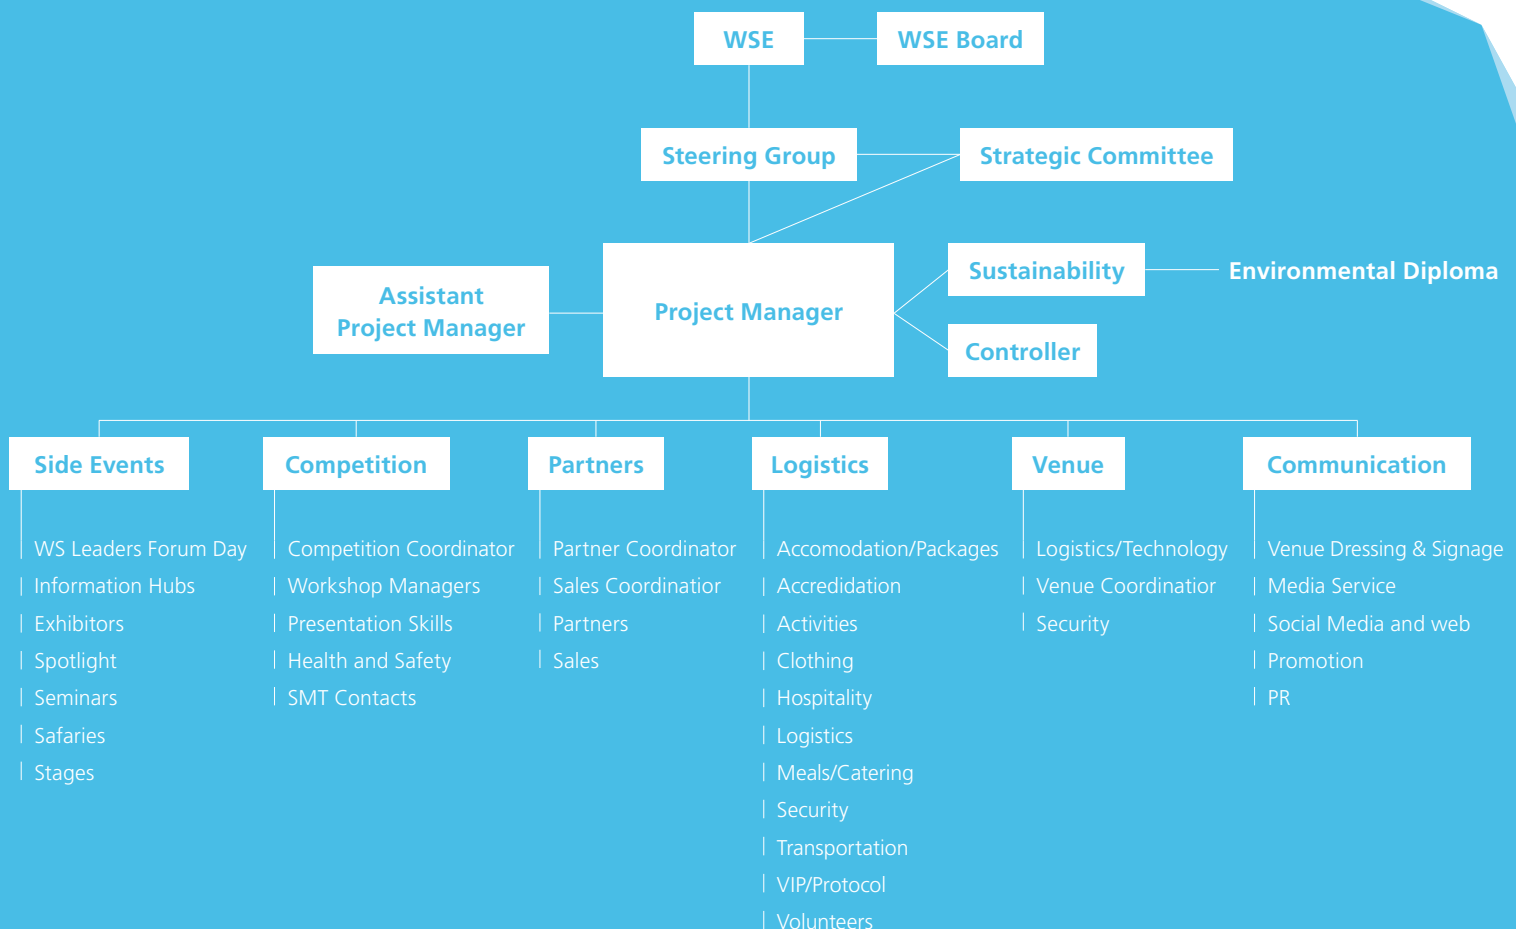 WSE
WSE Board
Steering Group
Strategic Committee
Assistant
Project Manager
Project Manager
Sustainability
Environmental Diploma
Controller
Side Events
WS Leaders Forum Day
Information Hubs
Exhibitors
Spotlight
Seminars
Safaries
Stages
Competition
Competition Coordinator
Workshop Managers
Presentation Skills
Health and Safety
SMT Contacts
Partners
Partner Coordinator
Sales Coordinatior
Partners
Sales
Logistics
Accomodation/Packages
Accredidation
Activities
Clothing
Hospitality
Logistics
Meals/Catering
Security
Transportation
VIP/Protocol
Volunteers
Venue
Logistics/Technology
Venue Coordinatior
Security
Communication
Venue Dressing & Signage
Media Service
Social Media and web
Promotion
PR